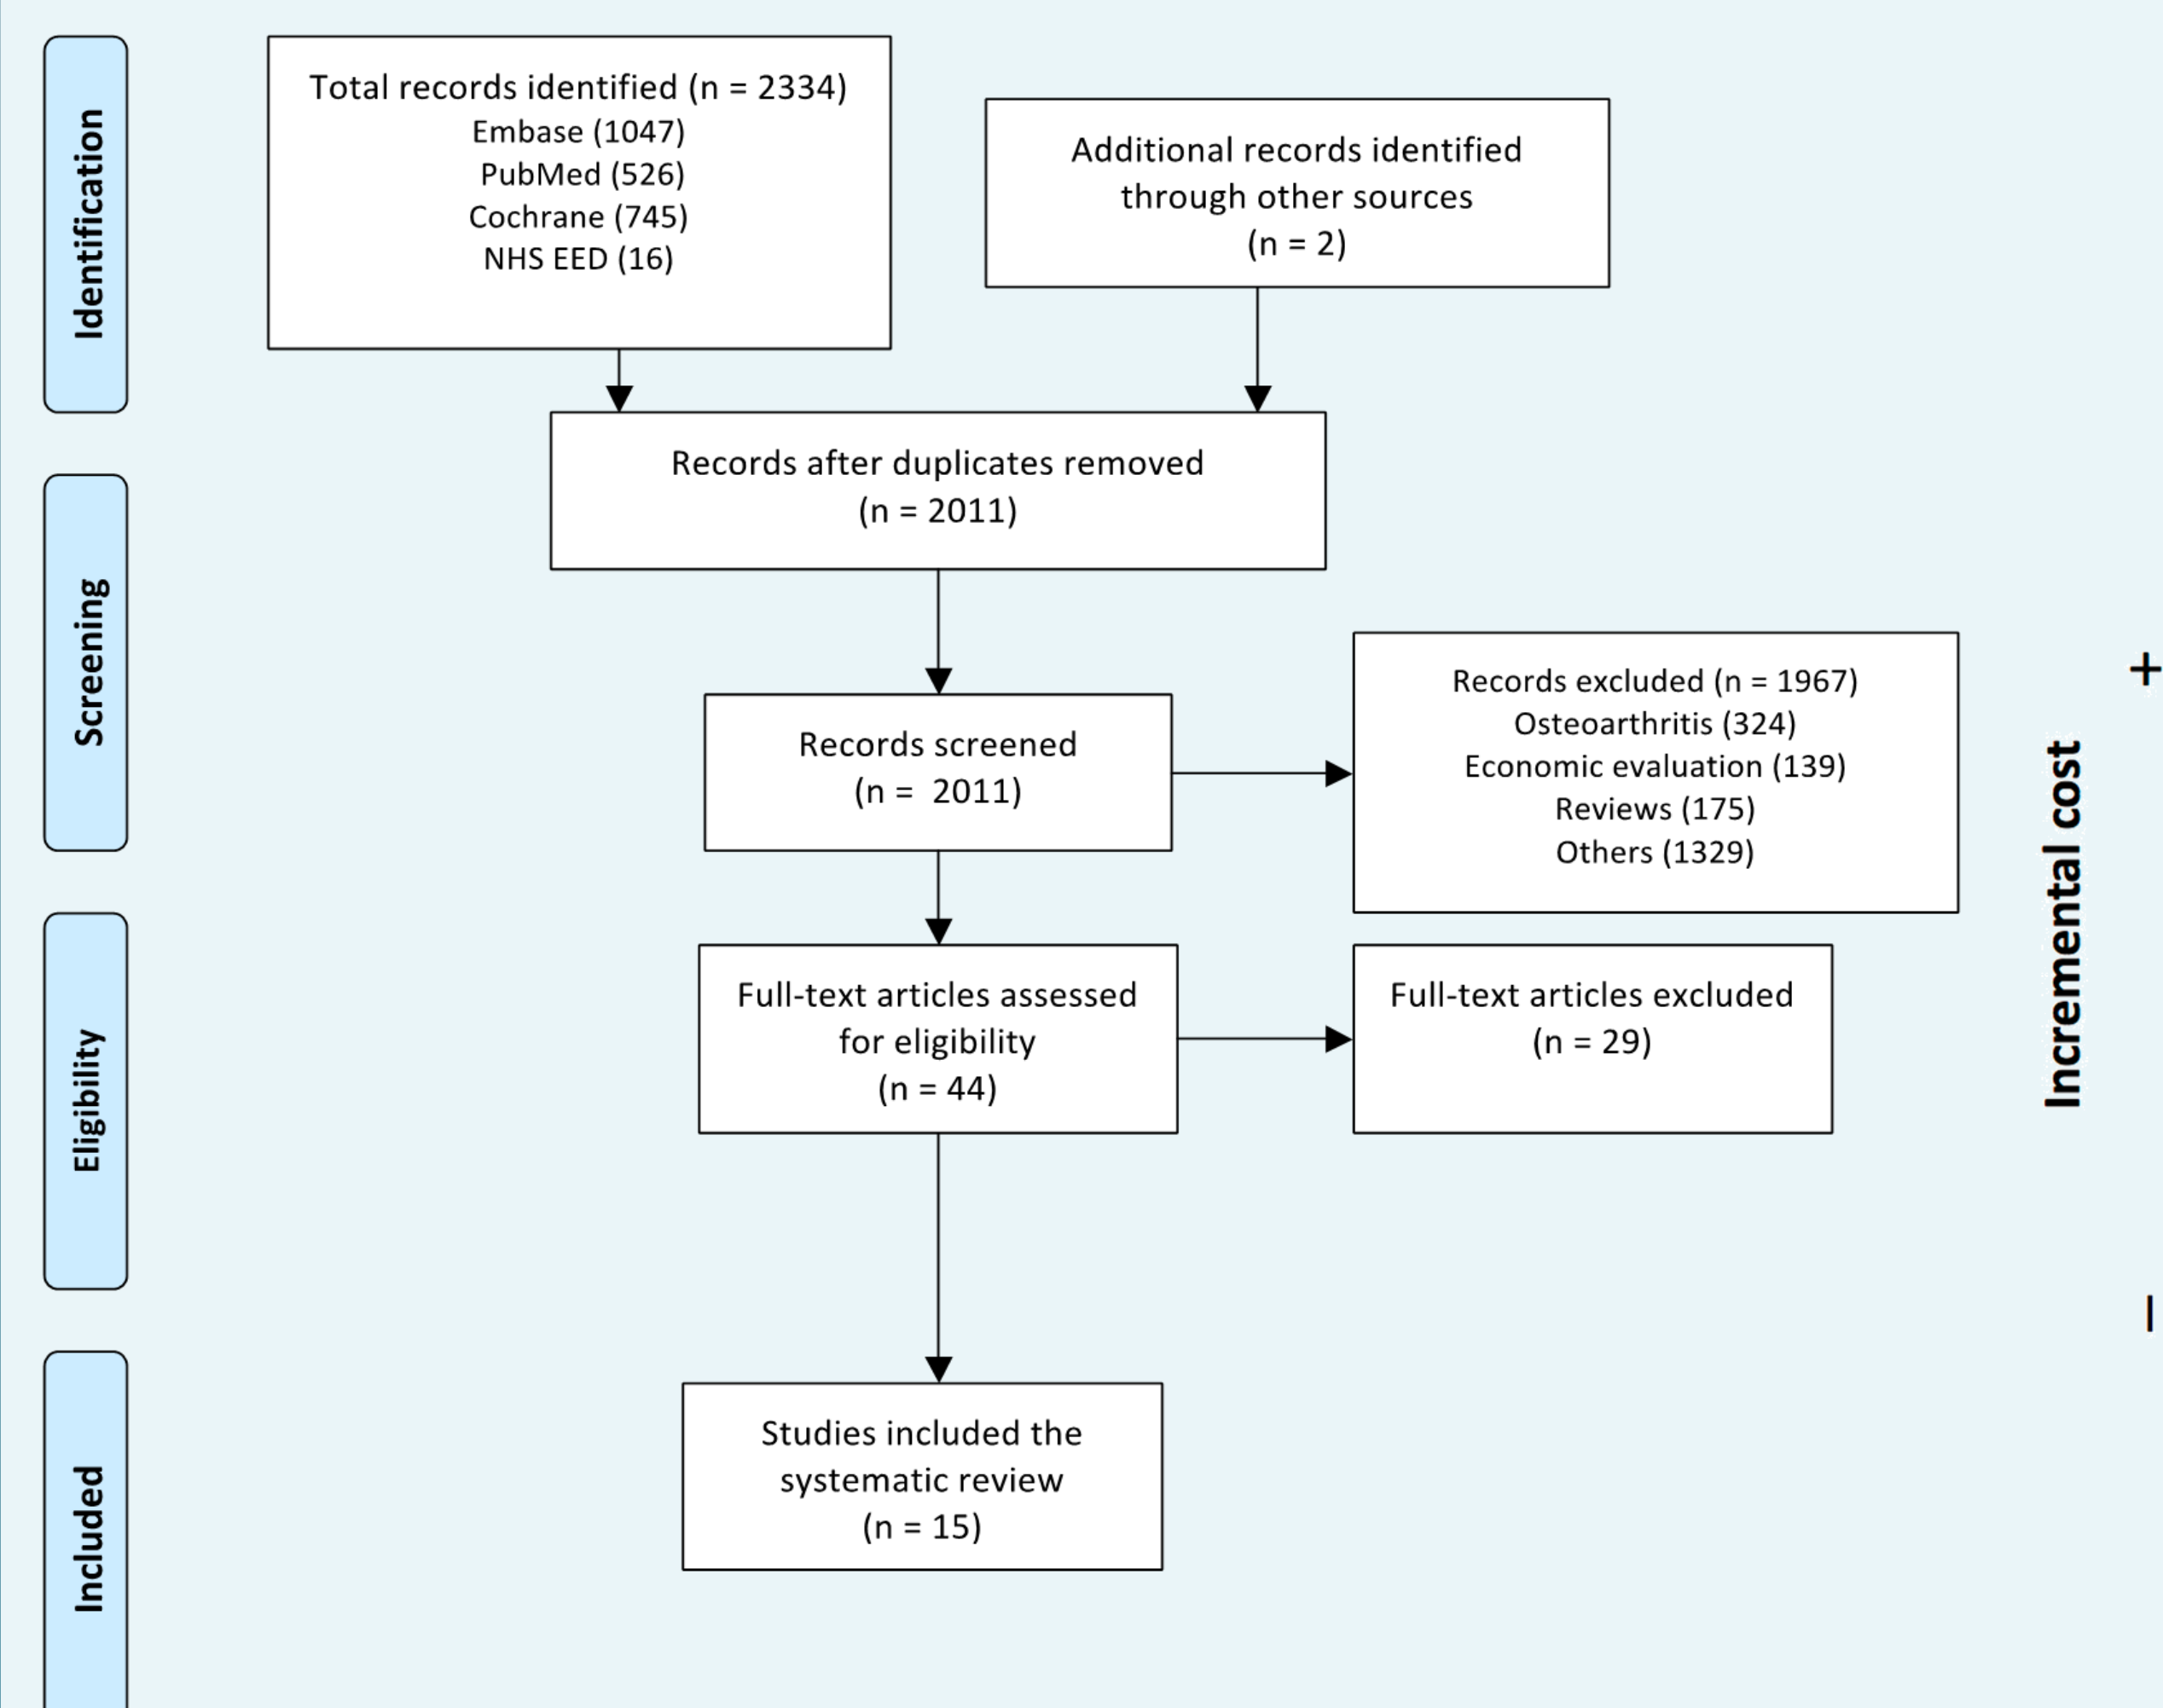 Identification
Total records identified (n = 2334)
Embase (1047)
PubMed (526)
Cochrane (745)
NHS EED (16)
Additional records identified
through other sources
(n = 2)
Records after duplicates removed
(n = 2011)
Screening
Records screened
(n =  2011)
Records excluded (n = 1967)
Osteoarthritis (324)
Economic evaluation (139)
Reviews (175)
Others (1329)
Eligibility
Full-text articles assessed
for eligibility
(n = 44)
Full-text articles excluded
(n = 29)
Included
Studies included the
systematic review
(n = 15)
+
Incremental cost
–